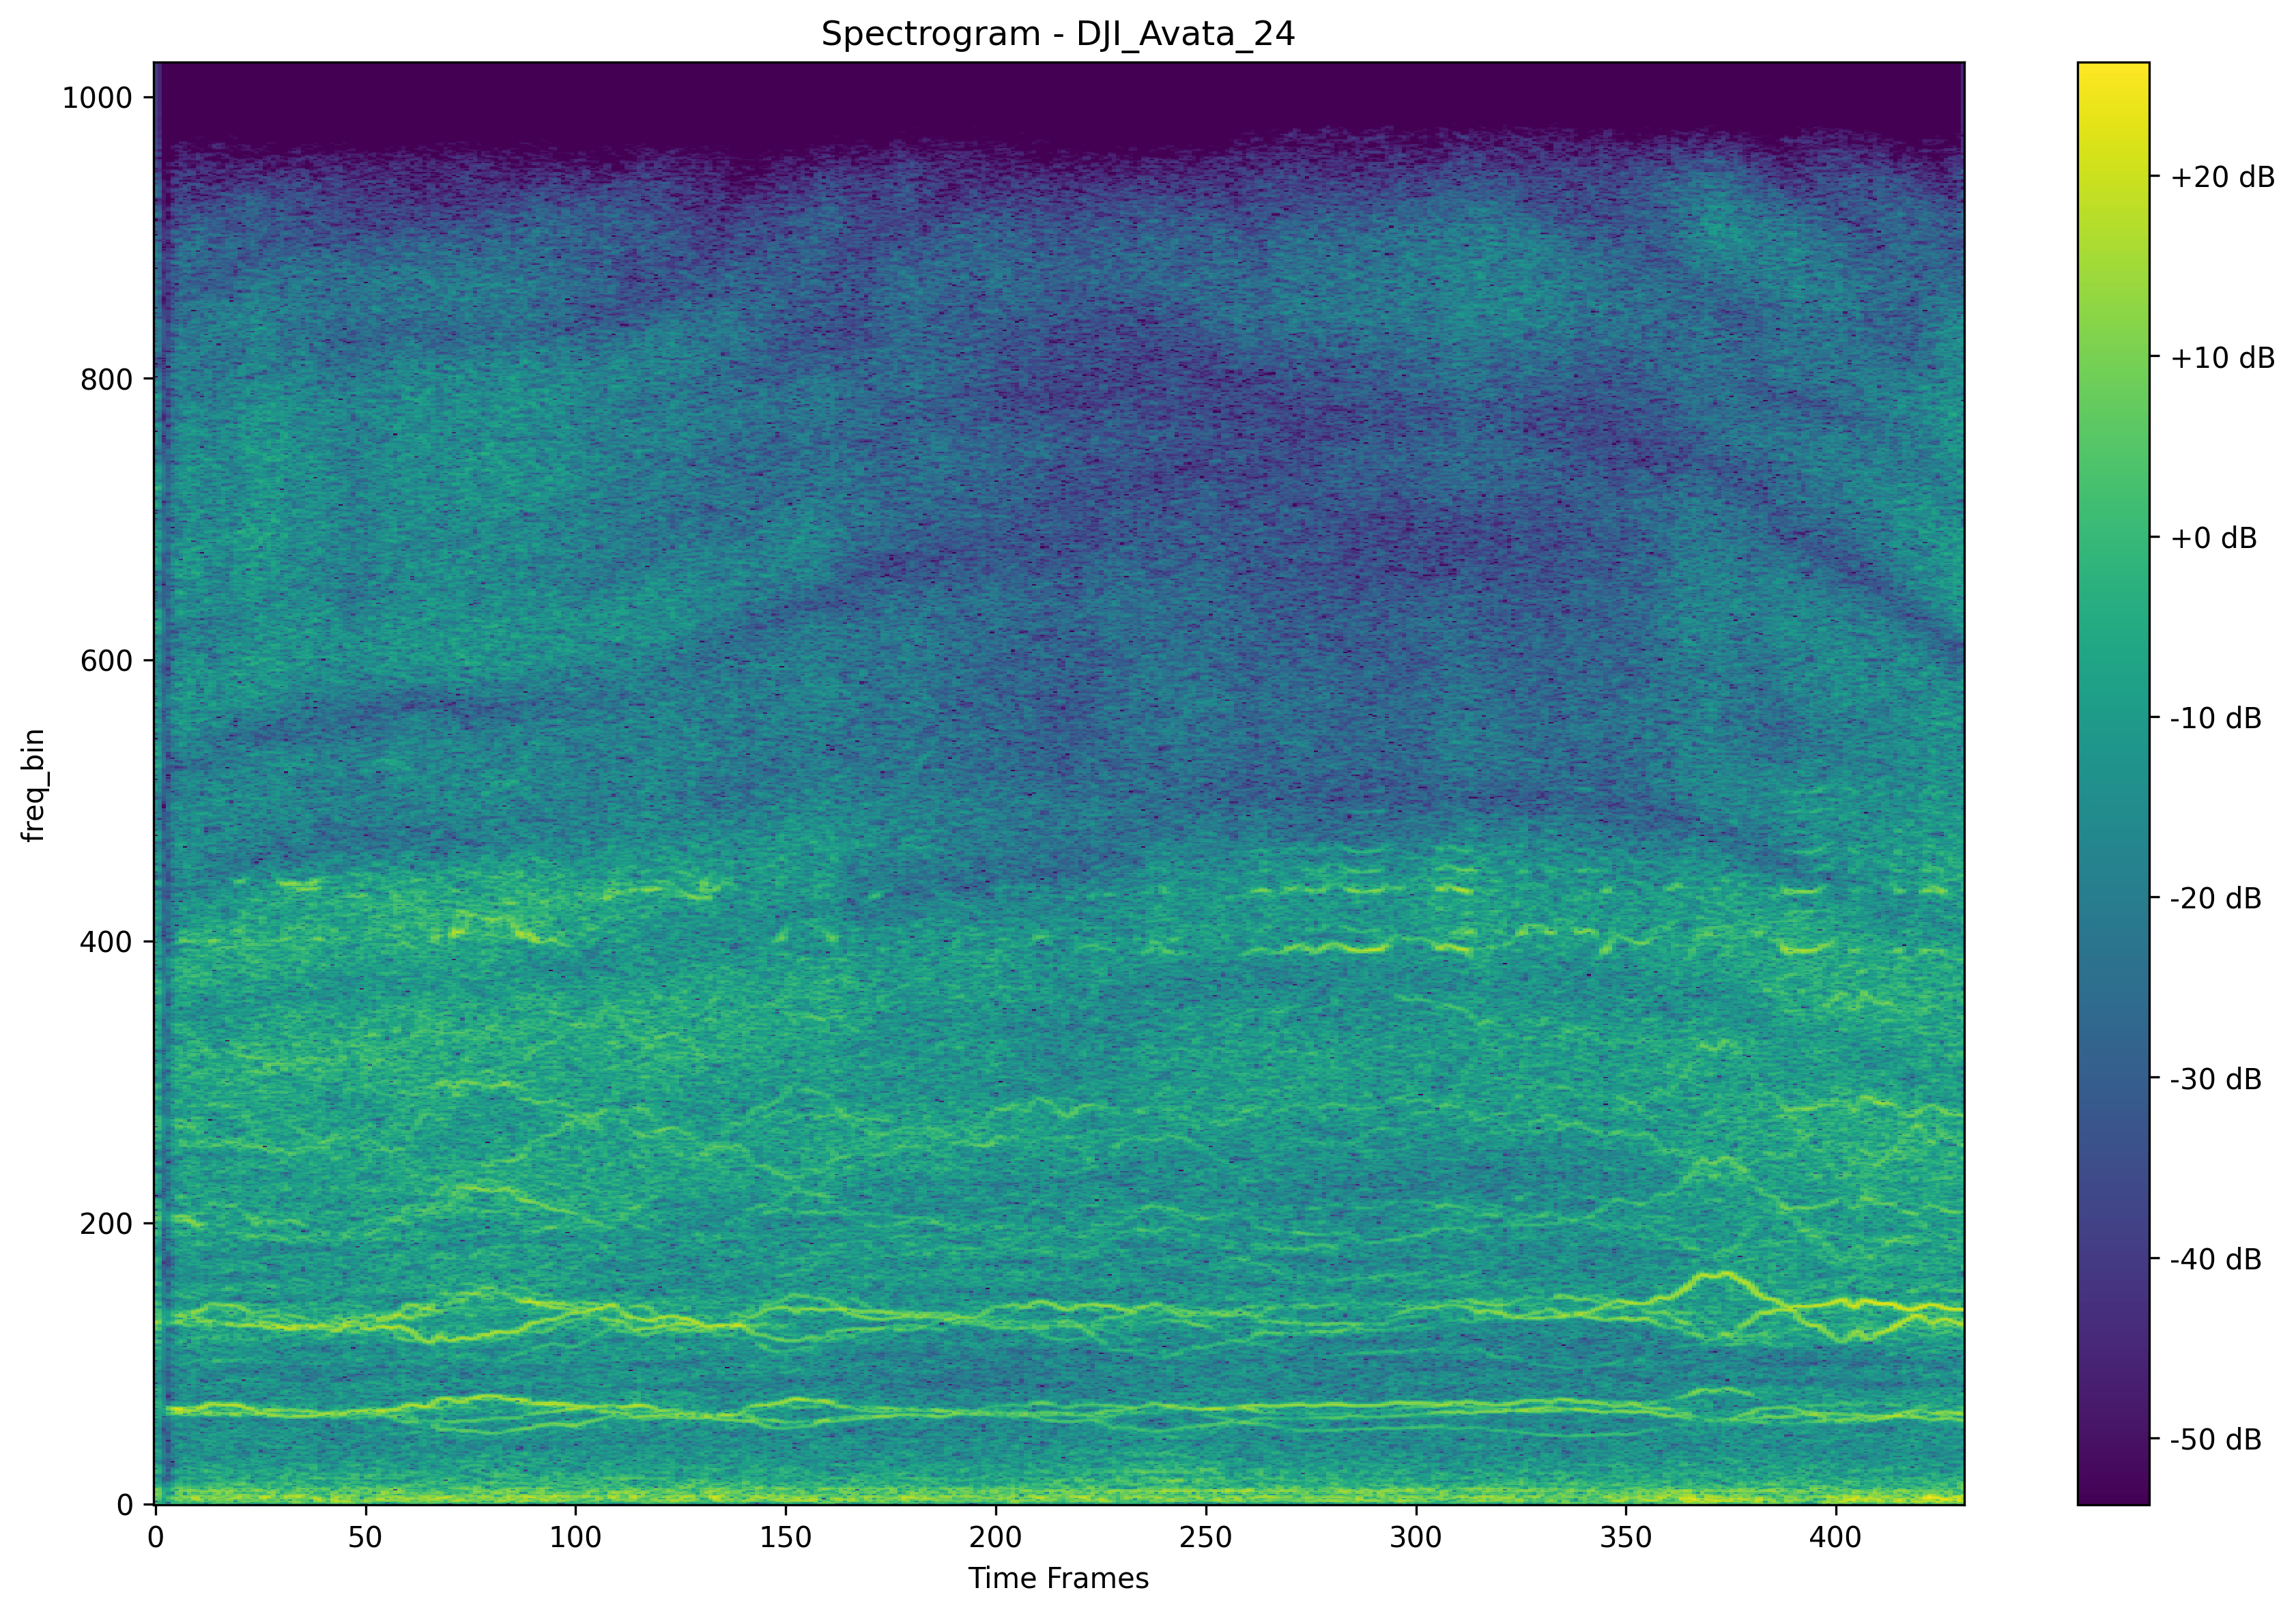 Spectrogram - DJI_Avata_24
1000
800
600
400
200
0
freq_bin
0 50 100 150 200 250 300 350 400
Time Frames
+20 dB
+10 dB
+0 dB
-10 dB
-20 dB
-30 dB
-40 dB
-50 dB